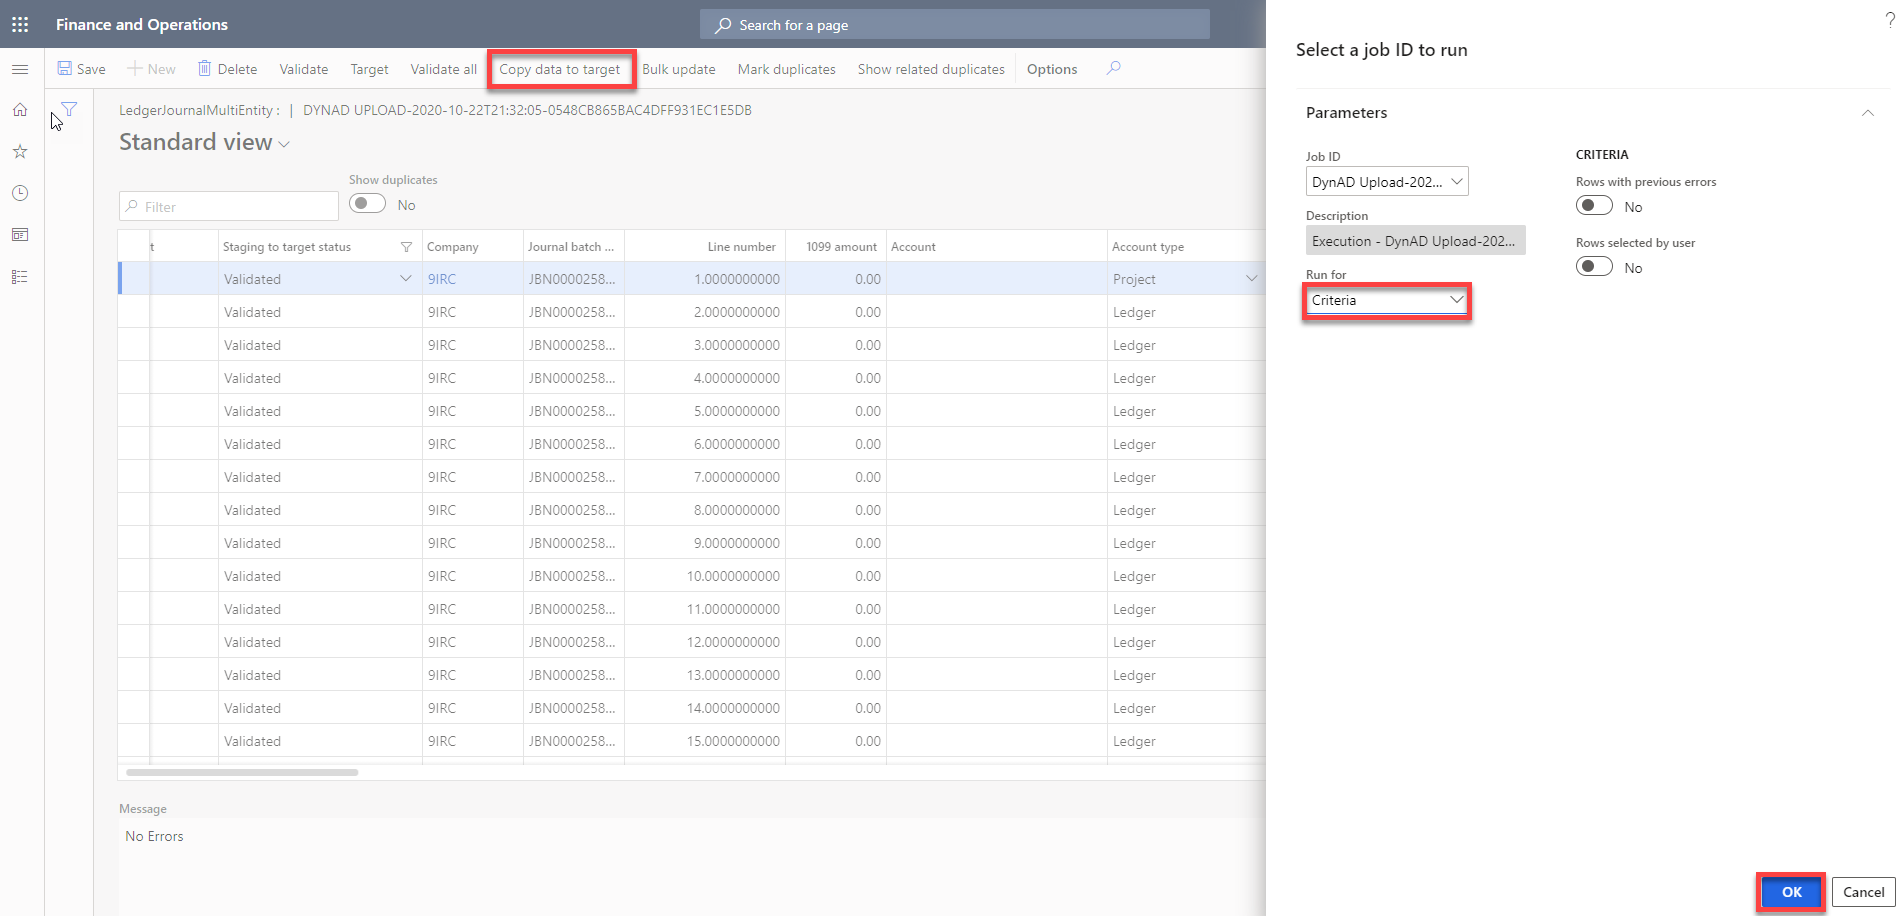 Finance and Operations
Search for a page
?
Save New Delete Validate Target Validate all Copy data to target Bulk update Mark duplicates Show related duplicates Options
LedgerJournalMultiEntity : | DYNAD UPLOAD-2020-10-22T21:32:05-0548CB865BAC4DFF931EC1E5DB
Standard view
Show duplicates
Filter
No
t Staging to target status Company Journal batch ... Line number 1099 amount Account Account type
Validated 9IRC JBN0000258... 1.0000000000 0.00 Project
Validated 9IRC JBN0000258... 2.0000000000 0.00 Ledger
Validated 9IRC JBN0000258... 3.0000000000 0.00 Ledger
Validated 9IRC JBN0000258... 4.0000000000 0.00 Ledger
Validated 9IRC JBN0000258... 5.0000000000 0.00 Ledger
Validated 9IRC JBN0000258... 6.0000000000 0.00 Ledger
Validated 9IRC JBN0000258... 7.0000000000 0.00 Ledger
Validated 9IRC JBN0000258... 8.0000000000 0.00 Ledger
Validated 9IRC JBN0000258... 9.0000000000 0.00 Ledger
Validated 9IRC JBN0000258... 10.0000000000 0.00 Ledger
Validated 9IRC JBN0000258... 11.0000000000 0.00 Ledger
Validated 9IRC JBN0000258... 12.0000000000 0.00 Ledger
Validated 9IRC JBN0000258... 13.0000000000 0.00 Ledger
Validated 9IRC JBN0000258... 14.0000000000 0.00 Ledger
Validated 9IRC JBN0000258... 15.0000000000 0.00 Ledger
Message
No Errors
Select a job ID to run
Parameters
Job ID
DynAD Upload-202...
Description
Execution - DynAD Upload-202...
Run for
Criteria
CRITERIA
Rows with previous errors
No
Rows selected by user
No
OK
Cancel